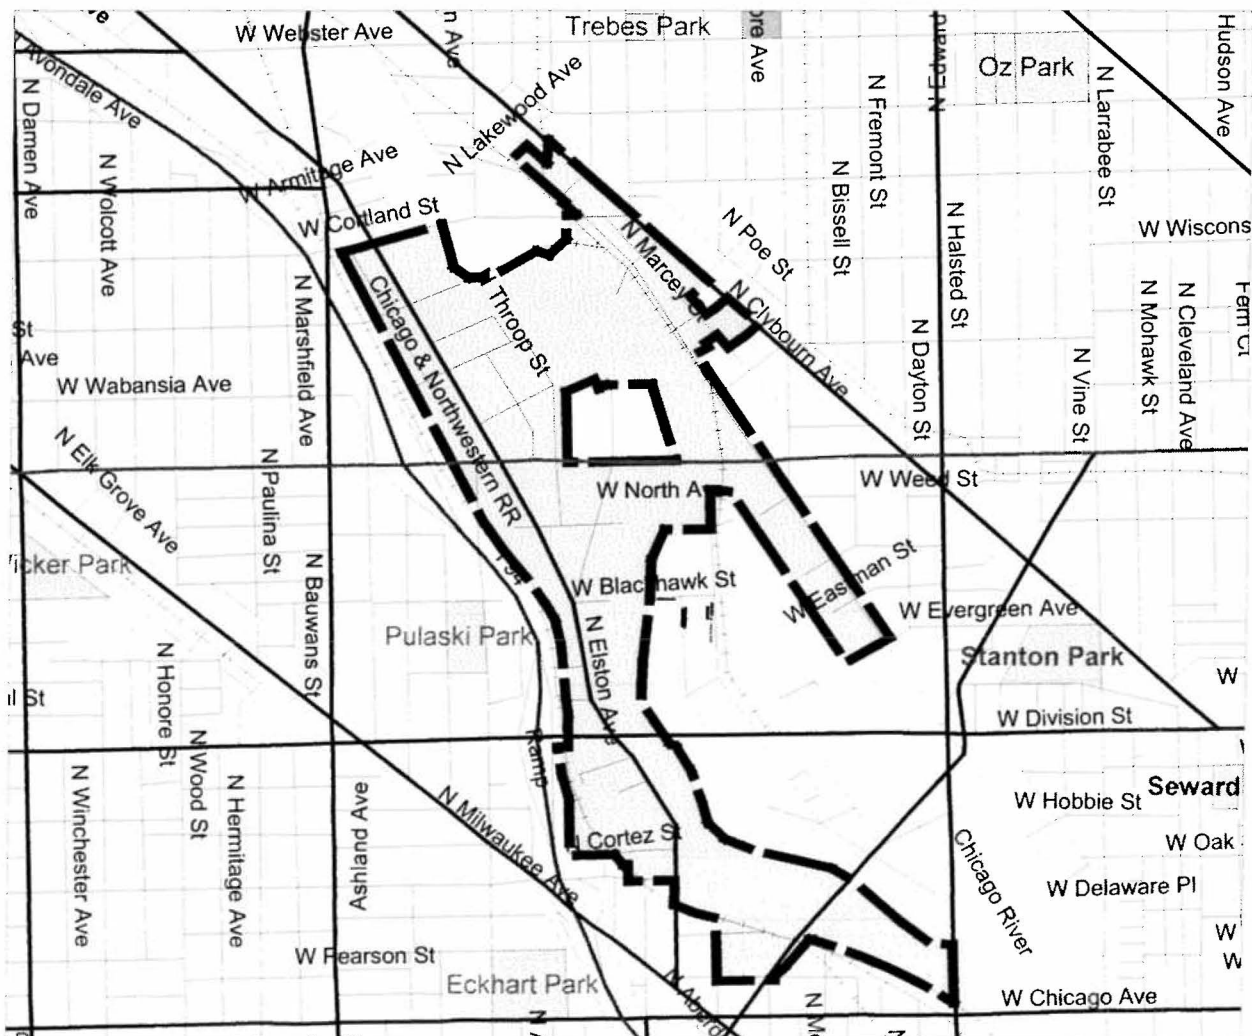 W Webster Ave
Trebes Park
Avondale Ave
N Damen Ave
N Wolcott Ave
W Armitage Ave
N Lakewood Ave
W Cortland St
Oz Park
N Larrabee St
Hudson Ave
N Fremont St
N Bissell St
N Halsted St
N Poe St
N Marcey
N Clybourn Ave
W Wiscons
N Mohawk St
N Cleveland Ave
N Dayton St
N Vine St
N Marshfield Ave
Chicago & Northwestern RR
Throop St
St
Ave
W Wabansia Ave
N Elk Grove Ave
N Paulina St
W North A
W Weed St
icker Park
N Bauwans St
I 94
W Blackhawk St
W Eastman St
W Evergreen Ave
Pulaski Park
N Elston Ave
Stanton Park
W
N Honore St
W Division St
Ramp
N Winchester Ave
N Wood St
N Hermitage Ave
Ashland Ave
N Milwaukee Ave
Cortez St
W Hobbie St
Seward
W Oak
Chicago River
W Delaware Pl
W
W
W Pearson St
Eckhart Park
W Chicago Ave